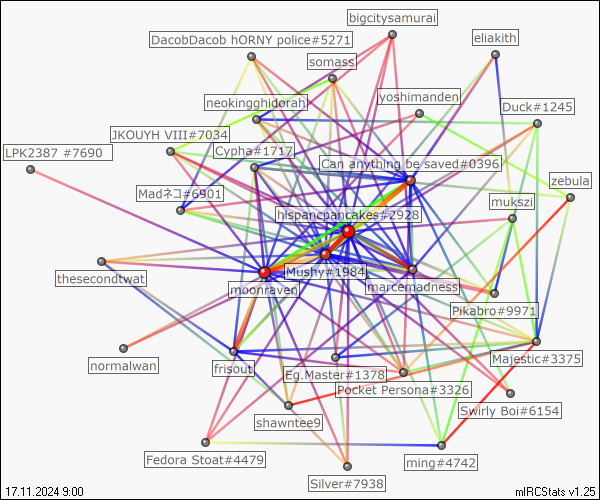 bigcitysamurai
DacobDacob hORNY police#5271
eliakith
somass
neokingghidorah
yoshimanden
Duck#1245
JKOUYH VIII#7034
LPK2387 #7690
Cypha#1717
Can anything be saved#0396
zebula
Madネコ#6901
mukszi
hispancpancakes#2928
thesecondtwat
Mushy#1984
marcemadness
moonraven
Pikabro#9971
normalwan
frisout
Eg.Master#1378
Majestic#3375
Pocket Persona#3326
Swirly Boi#6154
shawntee9
Fedora Stoat#4479
ming#4742
Silver#7938
17.11.2024 9:00
mIRCStats v1.25